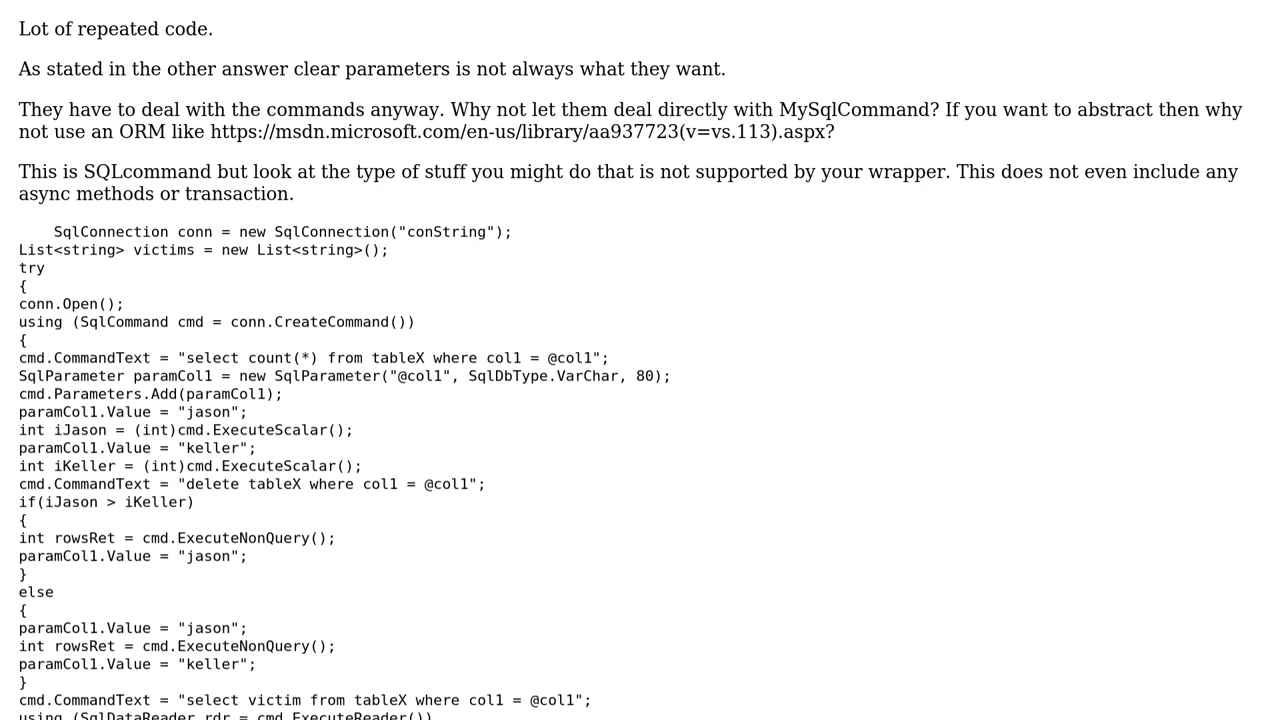 Lot of repeated code.
As stated in the other answer clear parameters is not always what they want.
They have to deal with the commands anyway. Why not let them deal directly with MySqlCommand? If you want to abstract then why
not use an ORM like https://msdn.microsoft.com/en-us/library/aa937723(v=vs.113).aspx?
This is SQLcommand but look at the type of stuff you might do that is not supported by your wrapper. This does not even include any
async methods or transaction.
    SqlConnection conn = new SqlConnection("conString");
List<string> victims = new List<string>();
try
{
conn.Open();
using (SqlCommand cmd = conn.CreateCommand())
{
cmd.CommandText = "select count(*) from tableX where col1 = @col1";
SqlParameter paramCol1 = new SqlParameter("@col1", SqlDbType.VarChar, 80);
cmd.Parameters.Add(paramCol1);
paramCol1.Value = "jason";
int iJason = (int)cmd.ExecuteScalar();
paramCol1.Value = "keller";
int iKeller = (int)cmd.ExecuteScalar();
cmd.CommandText = "delete tableX where col1 = @col1";
if(iJason > iKeller)
{
int rowsRet = cmd.ExecuteNonQuery();
paramCol1.Value = "jason";
}
else
{
paramCol1.Value = "jason";
int rowsRet = cmd.ExecuteNonQuery();
paramCol1.Value = "keller";
}
cmd.CommandText = "select victim from tableX where col1 = @col1";
using (SqlDataReader rdr = cmd.ExecuteReader())